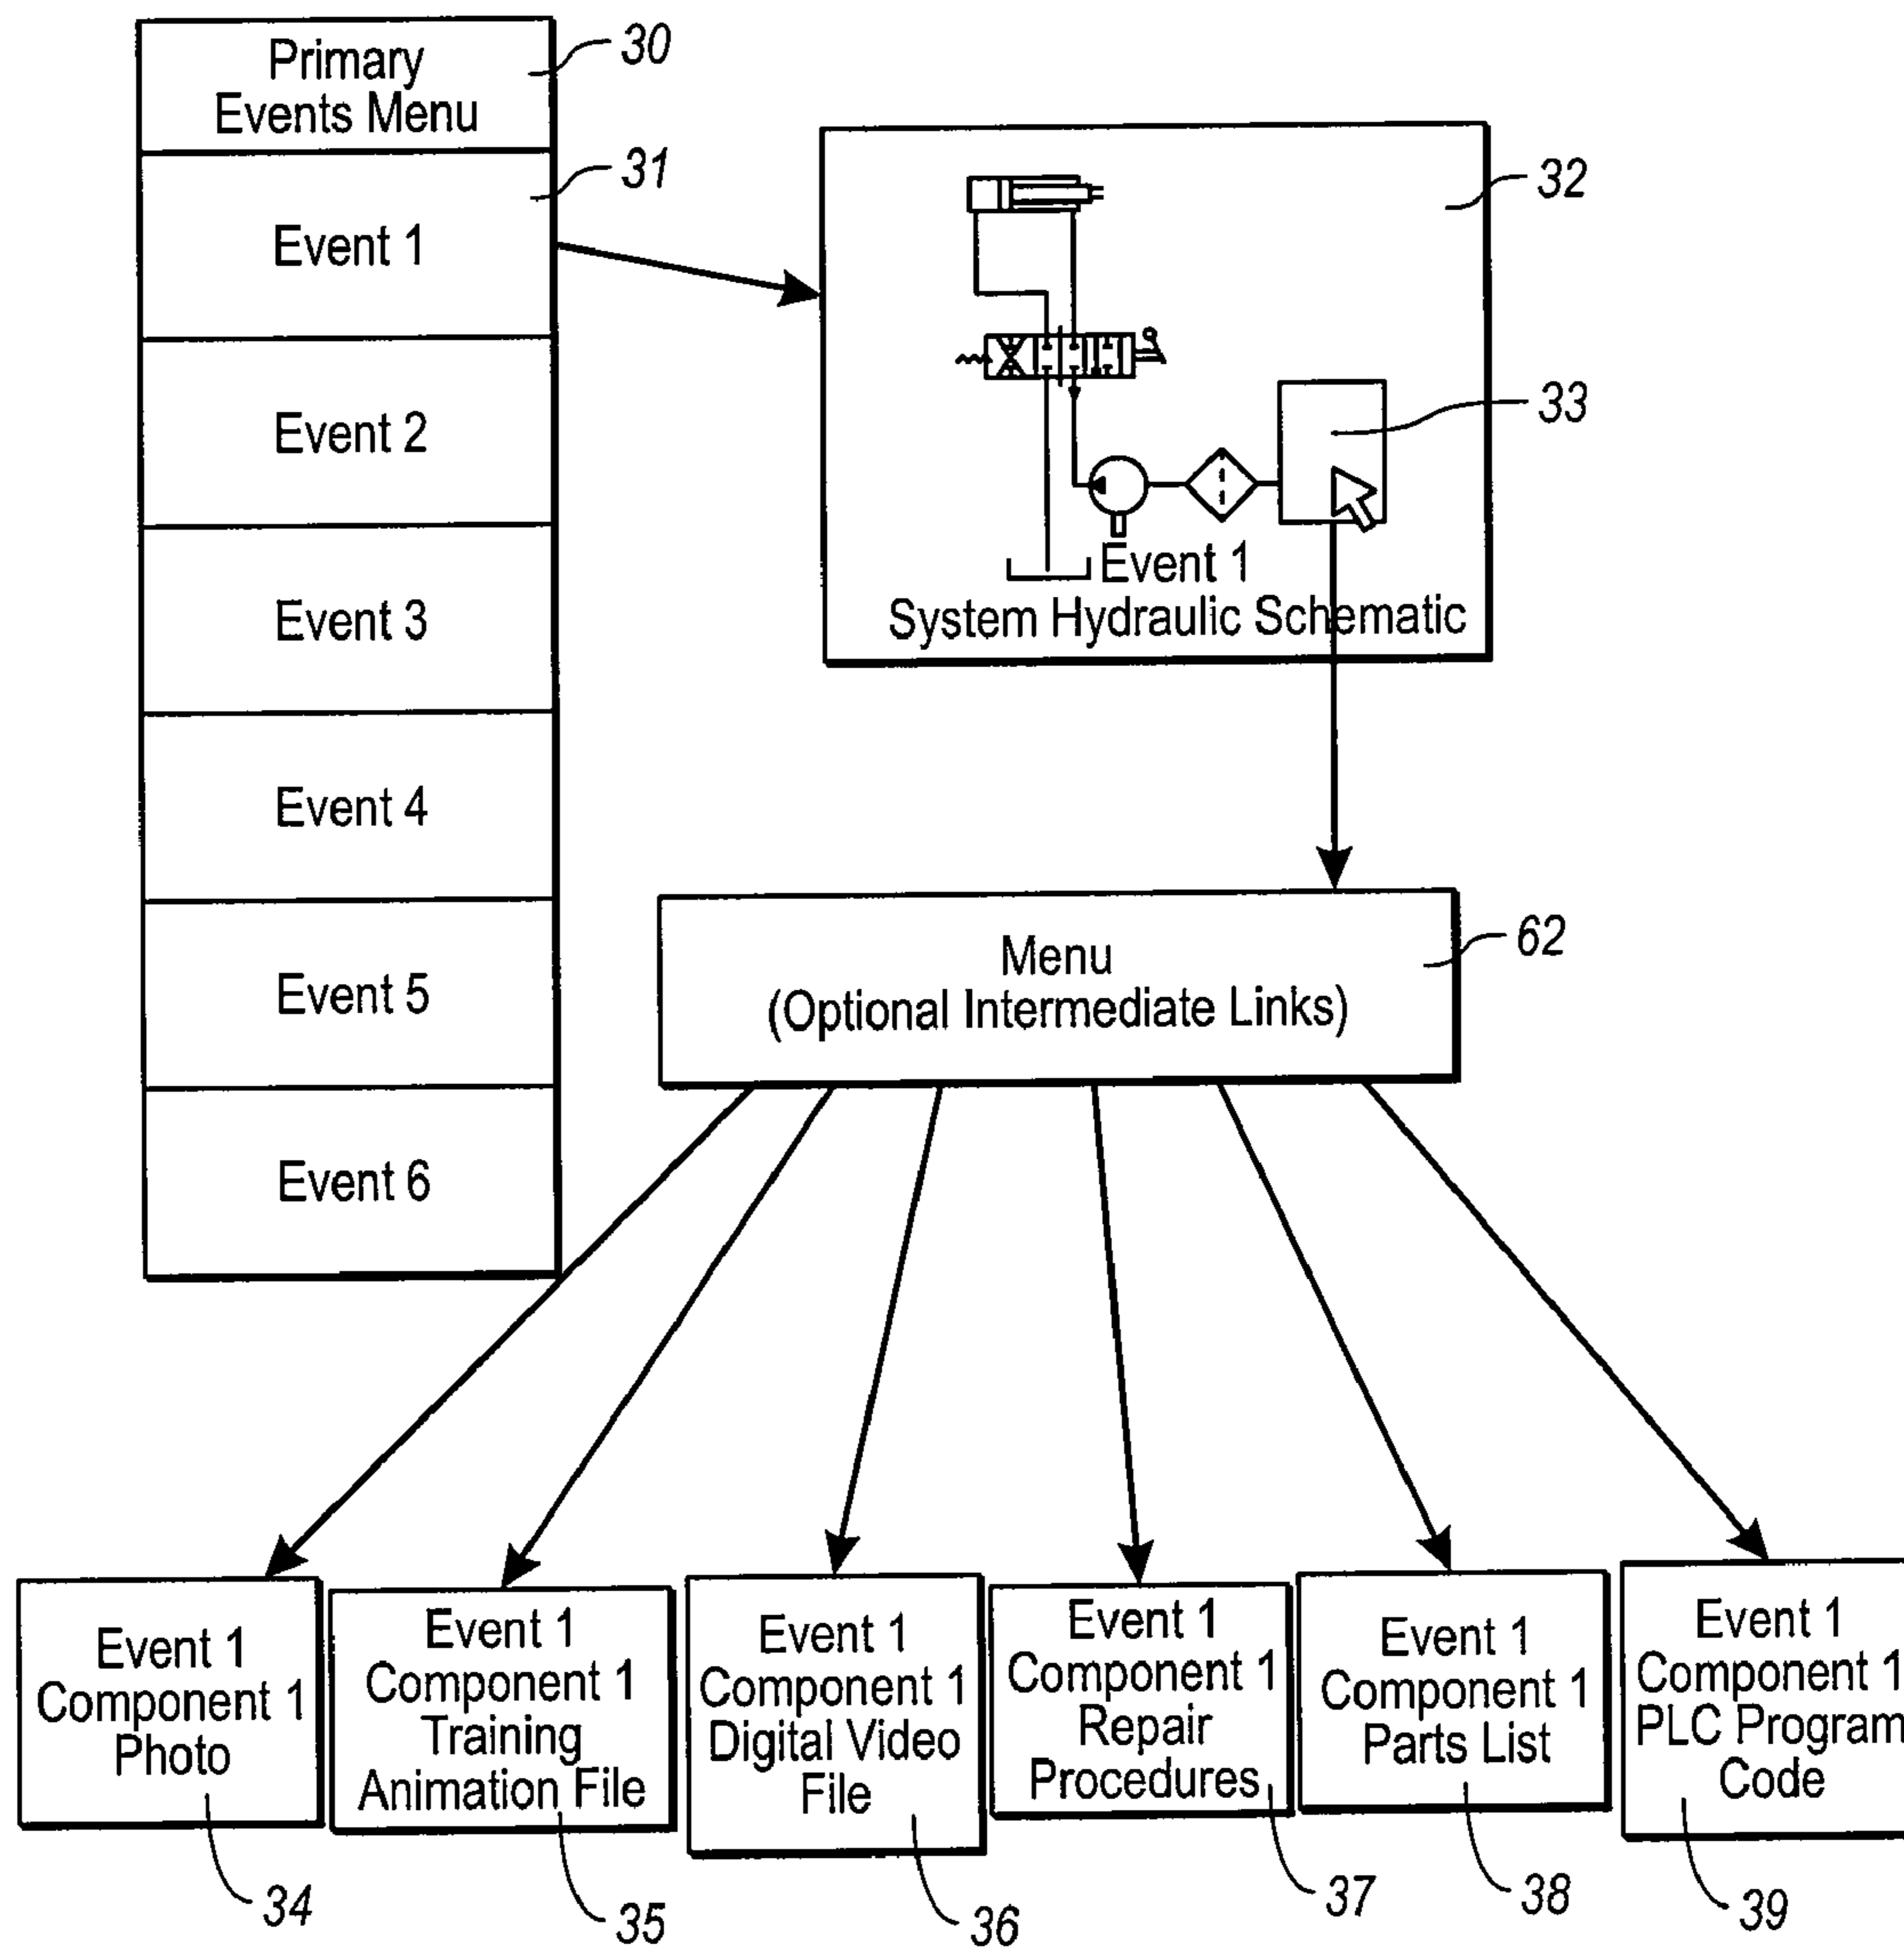 Primary
Events Menu
30
Event 1
31
Event 2
Event 3
Event 4
Event 5
Event 6
32
33
Event 1
System Hydraulic Schematic
Menu
(Optional Intermediate Links)
62
Event 1
Component 1
Photo
34
Event 1
Component 1
Training
Animation File
35
Event 1
Component 1
Digital Video
File
36
Event 1
Component 1
Repair
Procedures
37
Event 1
Component 1
Parts List
38
Event 1
Component 1
PLC Program
Code
39